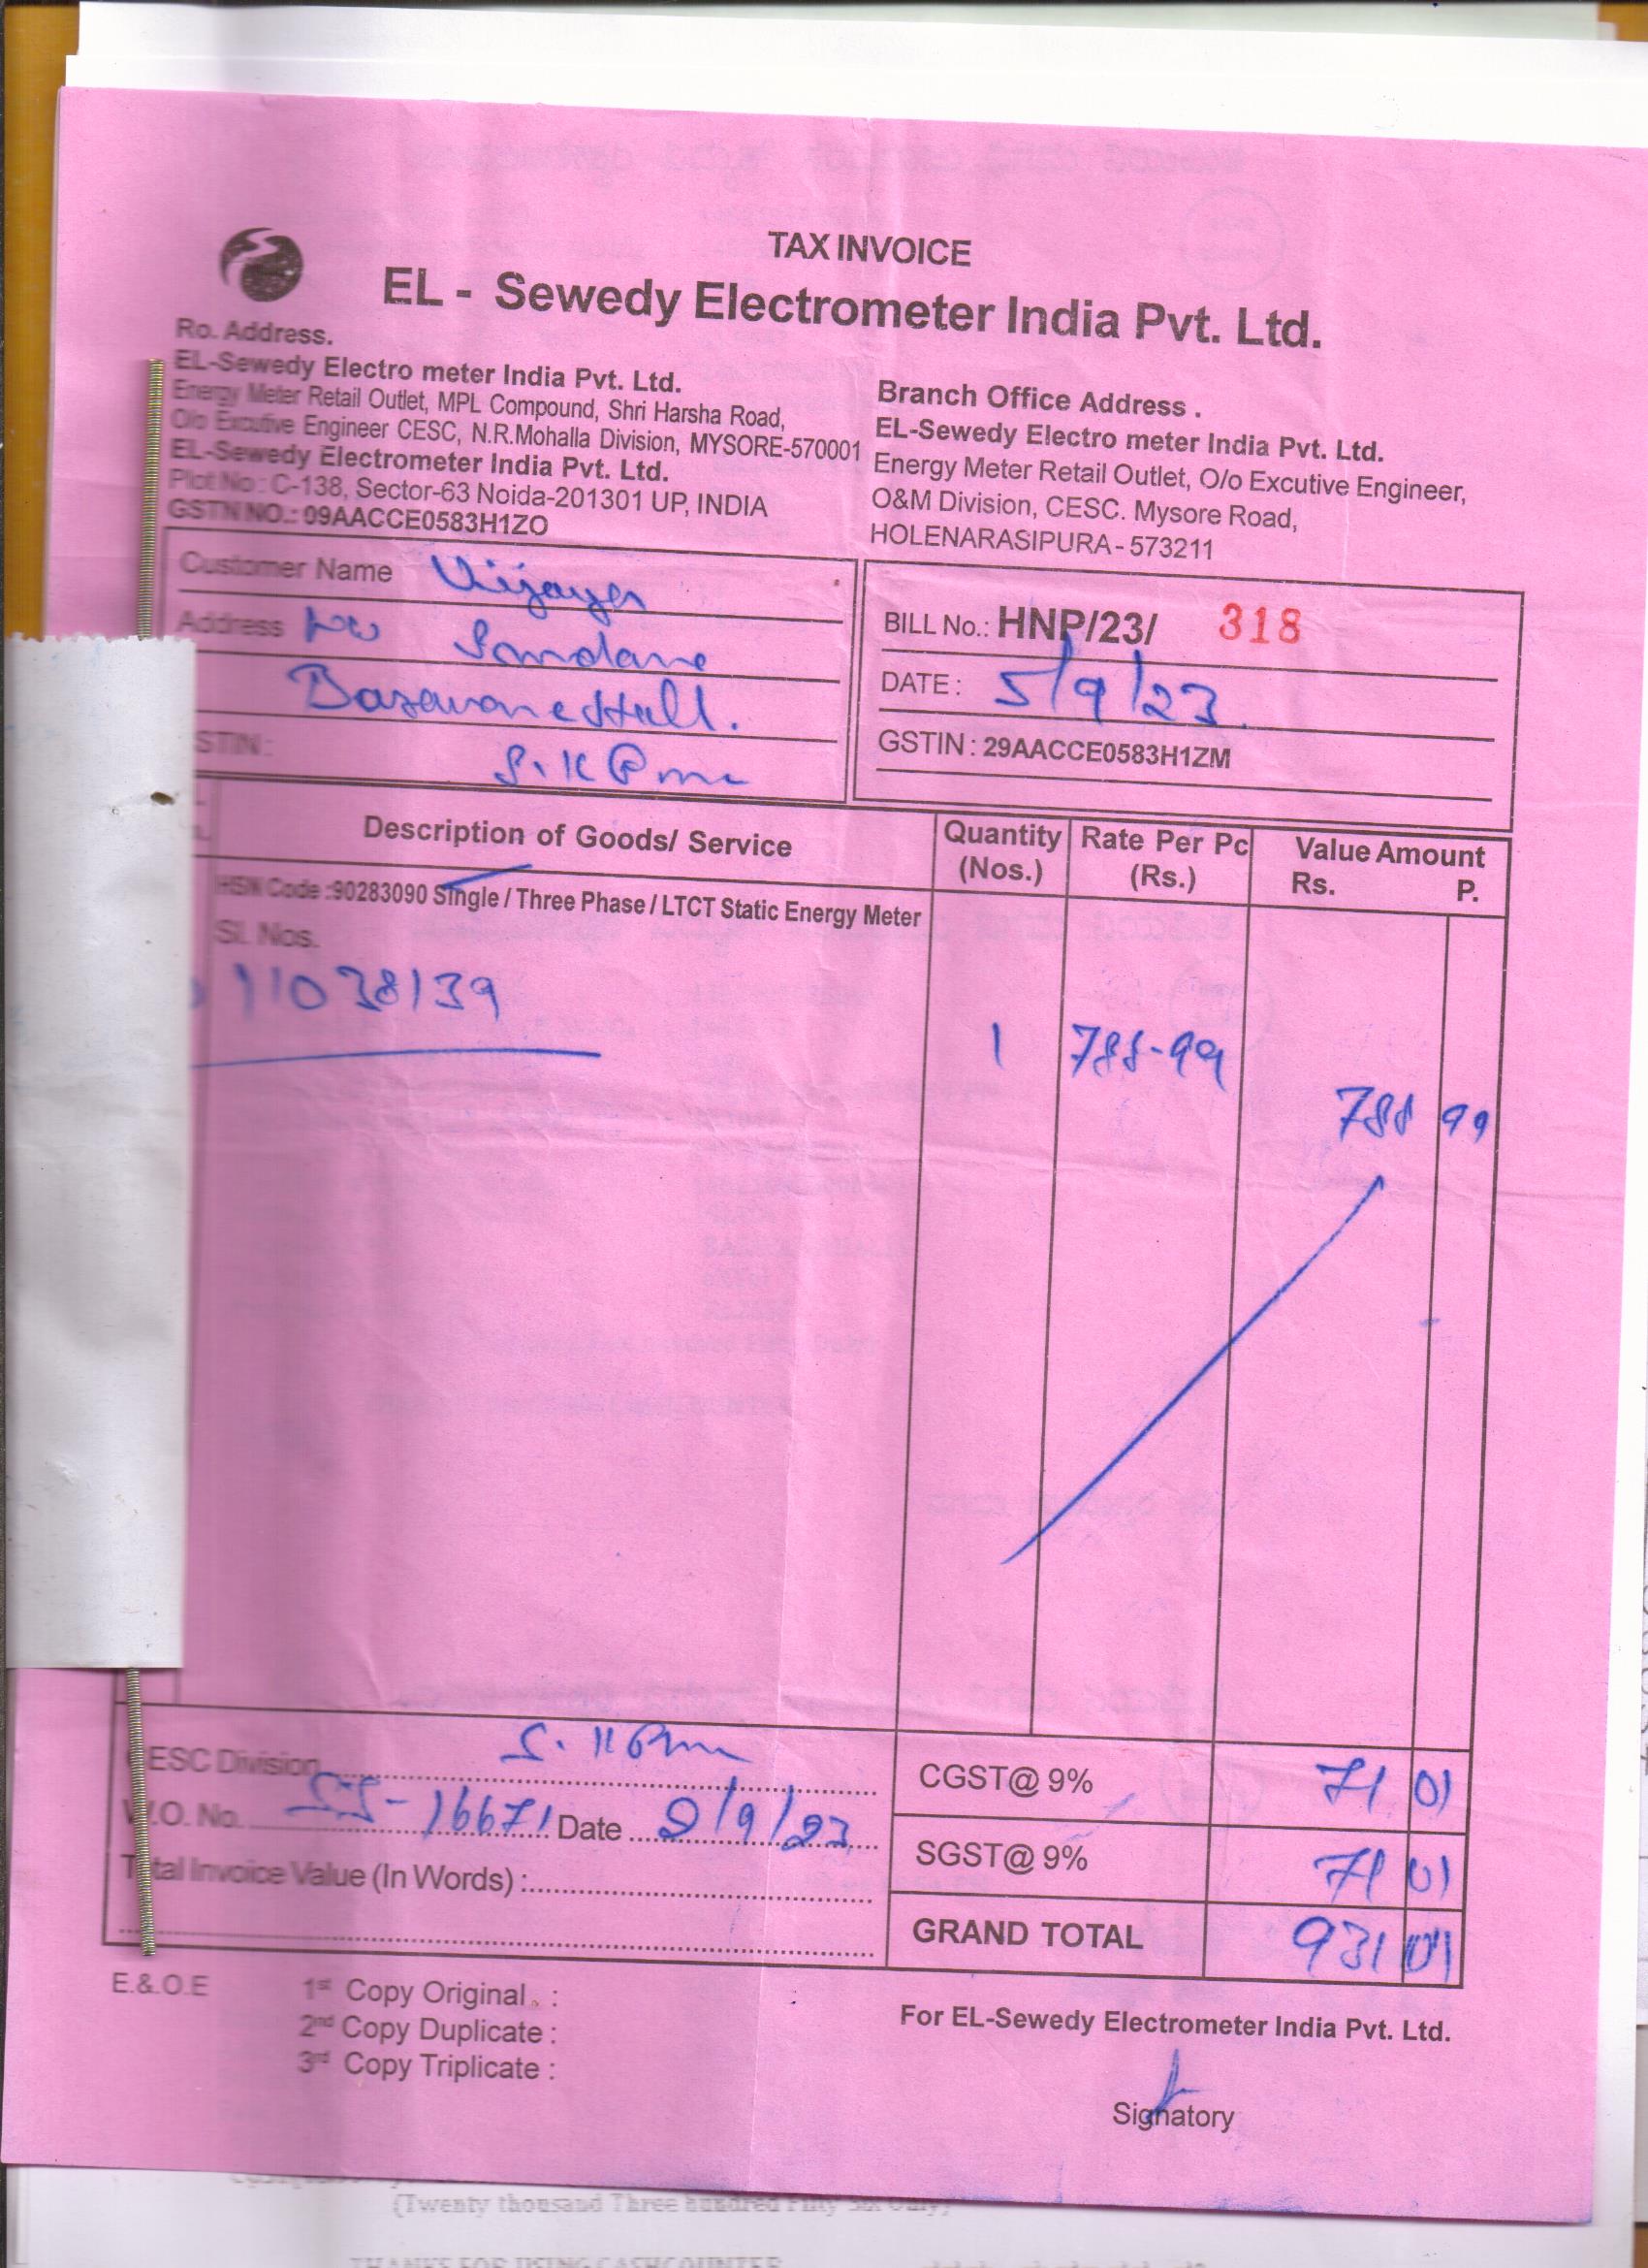 TAX INVOICE
EL - Sewedy Electrometer India Pvt. Ltd.
Ro. Address.
EL-Sewedy Electro meter India Pvt. Ltd.
Energy Meter Retail Outlet, MPL Compound, Shri Harsha Road,
O/o Excutive Engineer CESC, N.R.Mohalla Division, MYSORE-570001
EL-Sewedy Electrometer India Pvt. Ltd.
Plot No : C-138, Sector-63 Noida-201301 UP, INDIA
GSTN NO.: 09AACCE0583H1ZO
Branch Office Address .
EL-Sewedy Electro meter India Pvt. Ltd.
Energy Meter Retail Outlet, O/o Excutive Engineer,
O&M Division, CESC. Mysore Road,
HOLENARASIPURA - 573211
Customer Name
Address
STIN :
BILL No.: HNP/23/ 318
DATE : 5/9/23
GSTIN : 29AACCE0583H1ZM
Description of Goods/ Service Quantity (Nos.) Rate Per Pc (Rs.) Value Amount Rs. P.
HSN Code :90283090 Single / Three Phase / LTCT Static Energy Meter
Sl. Nos.
11038139
1 788-99
788 99
ESC Division
W.O. No. 16671 Date 2/9/23
Total Invoice Value (In Words) :
CGST@ 9% 71 01
SGST@ 9% 71 01
GRAND TOTAL 931 01
E.& O.E
1st Copy Original . :
2nd Copy Duplicate :
3rd Copy Triplicate :
For EL-Sewedy Electrometer India Pvt. Ltd.
Signatory
(Twenty thousand Three hundred Fifty Six Only)
THANKS FOR USING CASHCOUNTER